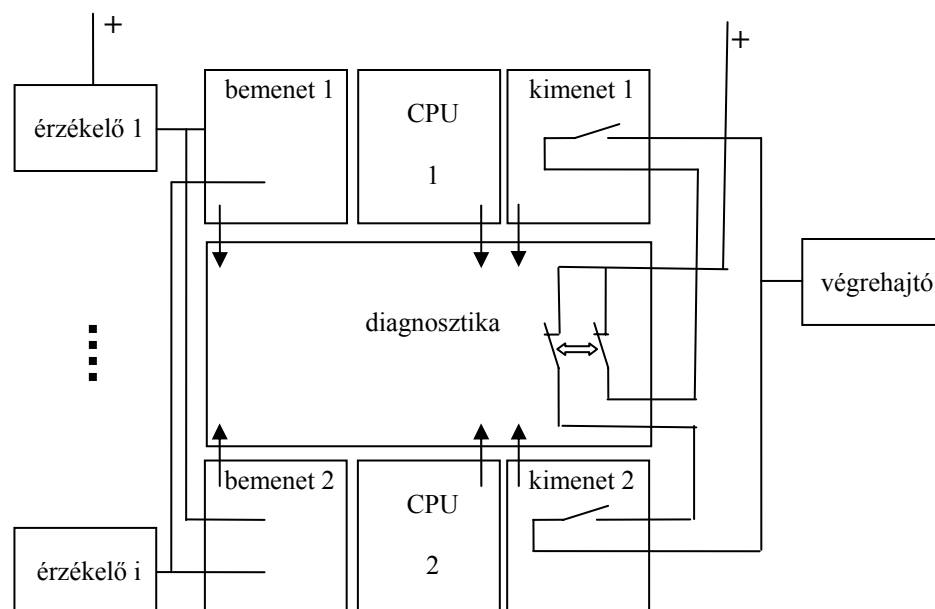 +
+
érzékelő 1
bemenet 1
CPU
1
kimenet 1
diagnosztika
végrehajtó
érzékelő i
bemenet 2
CPU
2
kimenet 2